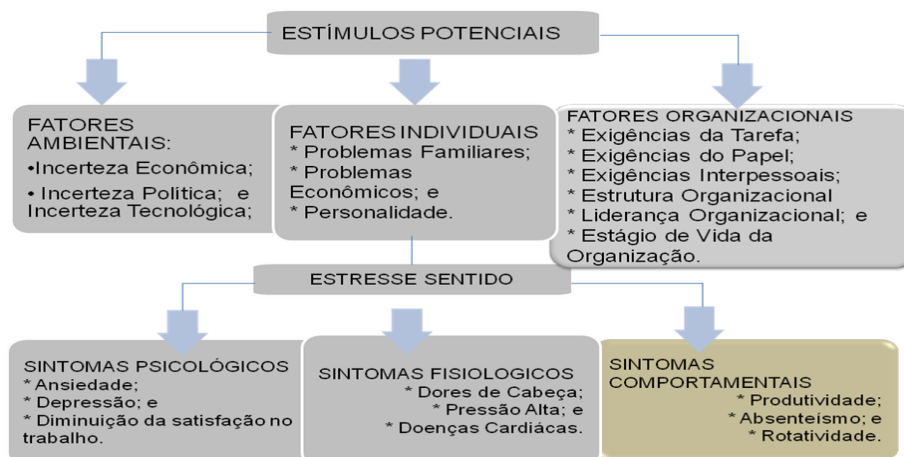 ESTÍMULOS POTENCIAIS
FATORES
AMBIENTAIS:
•Incerteza Econômica;
• Incerteza Política; e
Incerteza Tecnológica;
FATORES INDIVIDUAIS
* Problemas Familiares;
* Problemas
Econômicos; e
* Personalidade.
FATORES ORGANIZACIONAIS
* Exigências da Tarefa;
* Exigências do Papel;
* Exigências Interpessoais;
* Estrutura Organizacional
* Liderança Organizacional; e
* Estágio de Vida da
Organização.
ESTRESSE SENTIDO
SINTOMAS PSICOLÓGICOS
* Ansiedade;
* Depressão; e
* Diminuição da satisfação no
trabalho.
SINTOMAS FISIOLOGICOS
* Dores de Cabeça;
* Pressão Alta; e
* Doenças Cardiácas.
SINTOMAS
COMPORTAMENTAIS
* Produtividade;
* Absenteísmo; e
* Rotatividade.